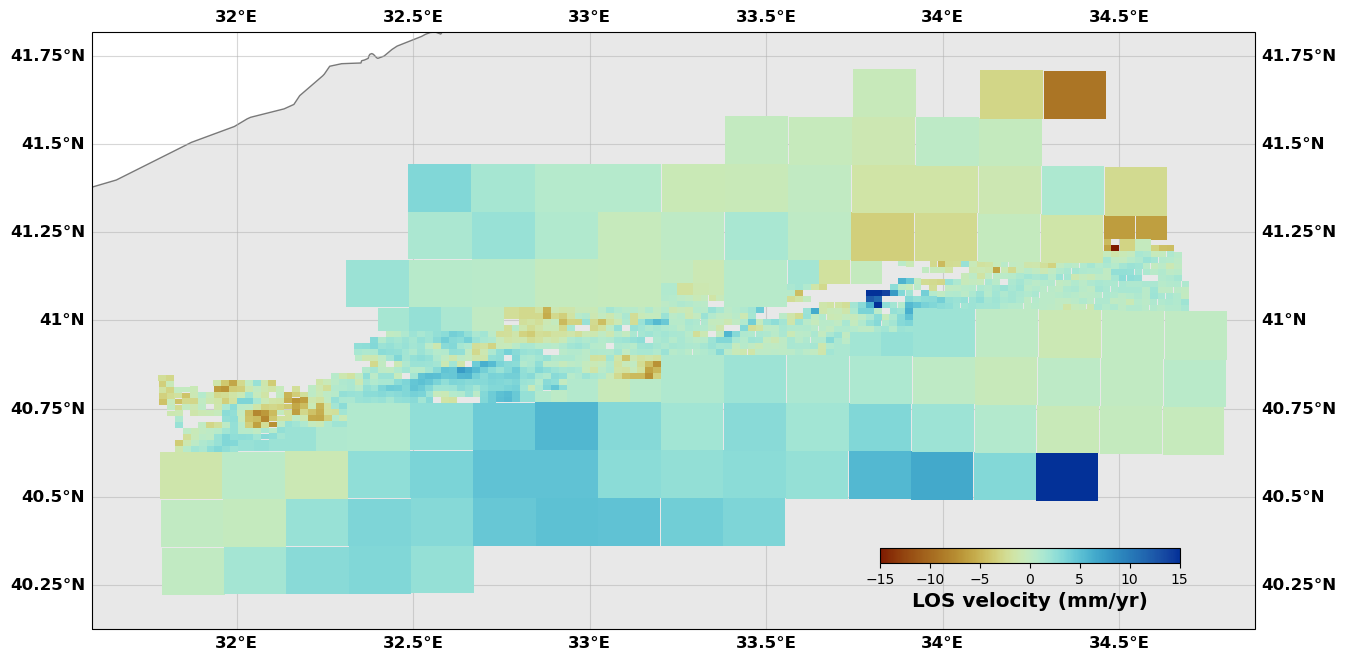 32°E 32.5°E 33°E 33.5°E 34°E 34.5°E
41.75°N 41.75°N
41.5°N 41.5°N
41.25°N 41.25°N
41°N 41°N
40.75°N 40.75°N
40.5°N 40.5°N
−15 −10 −5 0 5 10 15
40.25°N 40.25°N
LOS velocity (mm/yr)
32°E 32.5°E 33°E 33.5°E 34°E 34.5°E